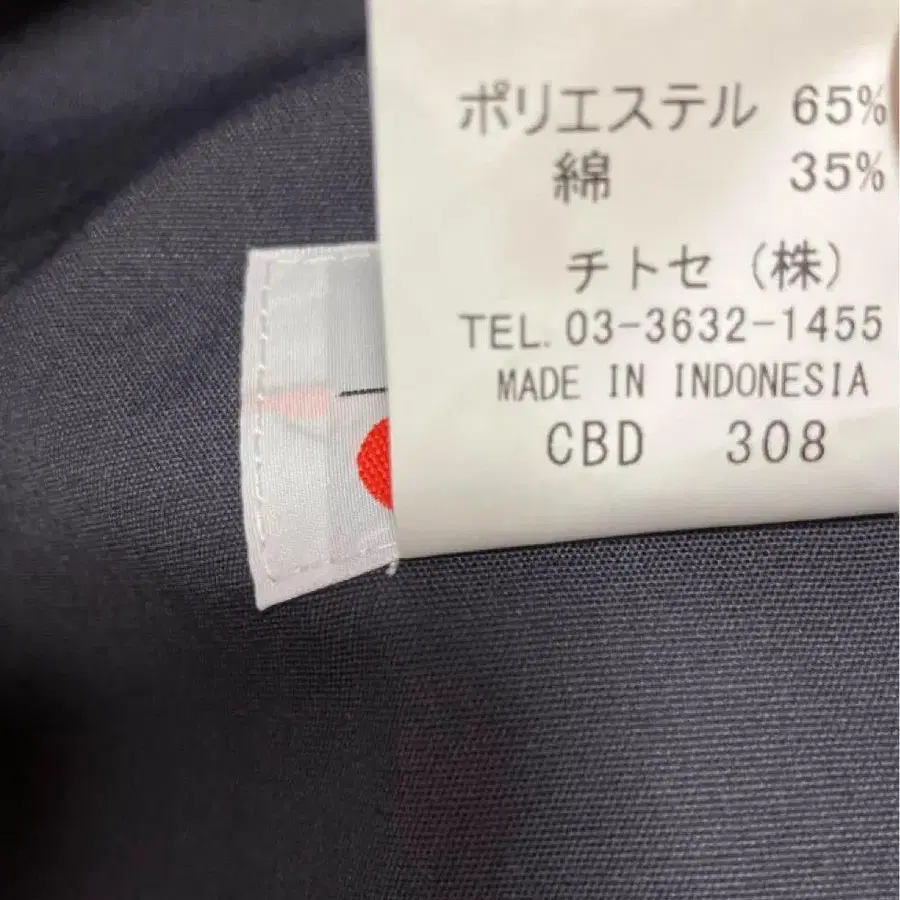 ポリエステル 65%
綿 35%
チトセ（株）
TEL.03-3632-1455
MADE IN INDONESIA
CBD 308